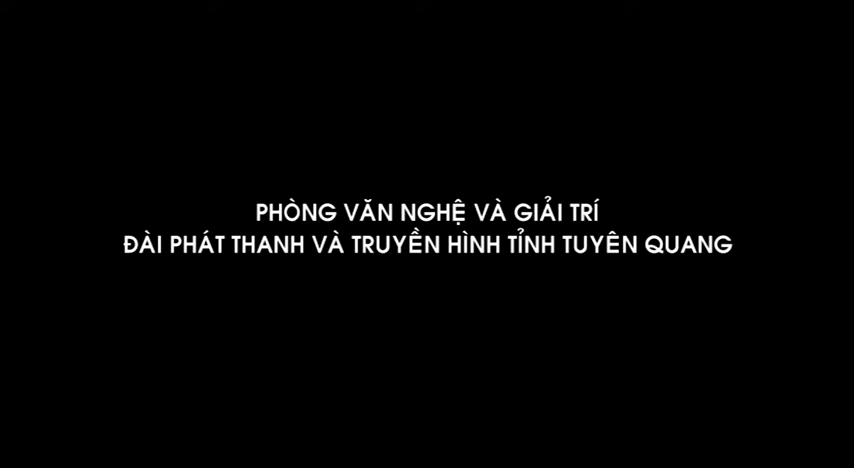 PHÒNG VĂN NGHỆ VÀ GIẢI TRÍ
ĐÀI PHÁT THANH VÀ TRUYỀN HÌNH TỈNH TUYÊN QUANG